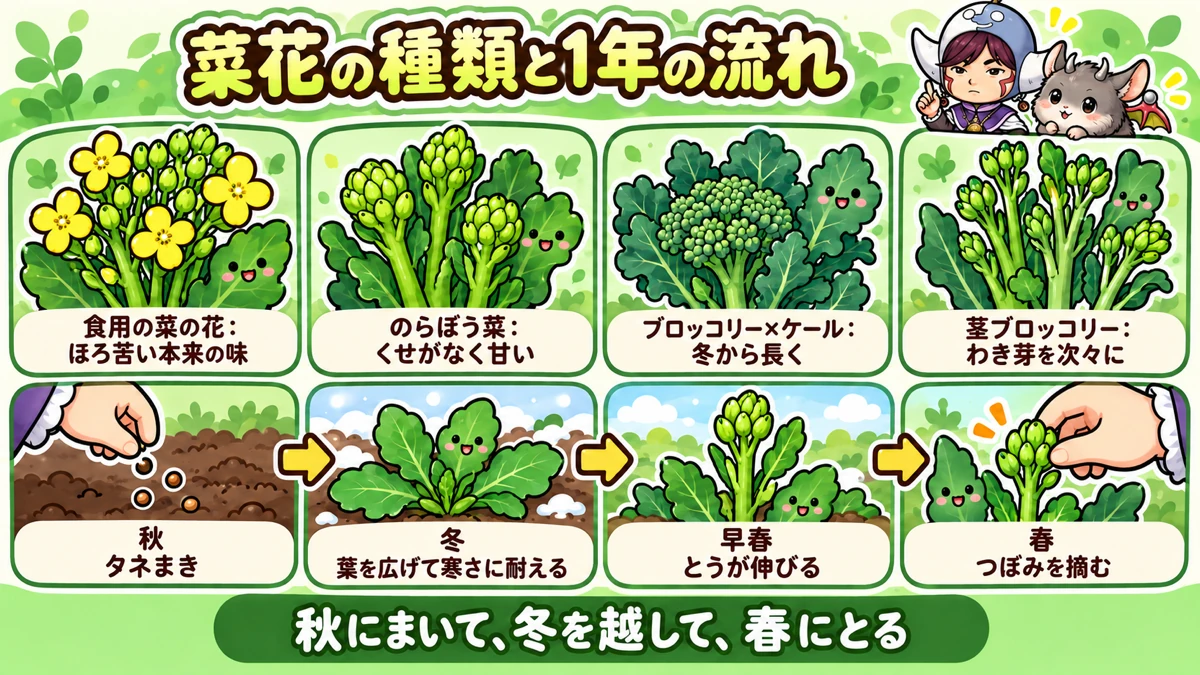 菜花の種類と1年の流れ
食用の菜の花：
ほろ苦い本来の味
のらぼう菜：
くせがなく甘い
ブロッコリー×ケール：
冬から長く
茎ブロッコリー：
わき芽を次々に
秋
タネまき
冬
葉を広げて寒さに耐える
早春
とうが伸びる
春
つぼみを摘む
秋にまいて、冬を越して、春にとる